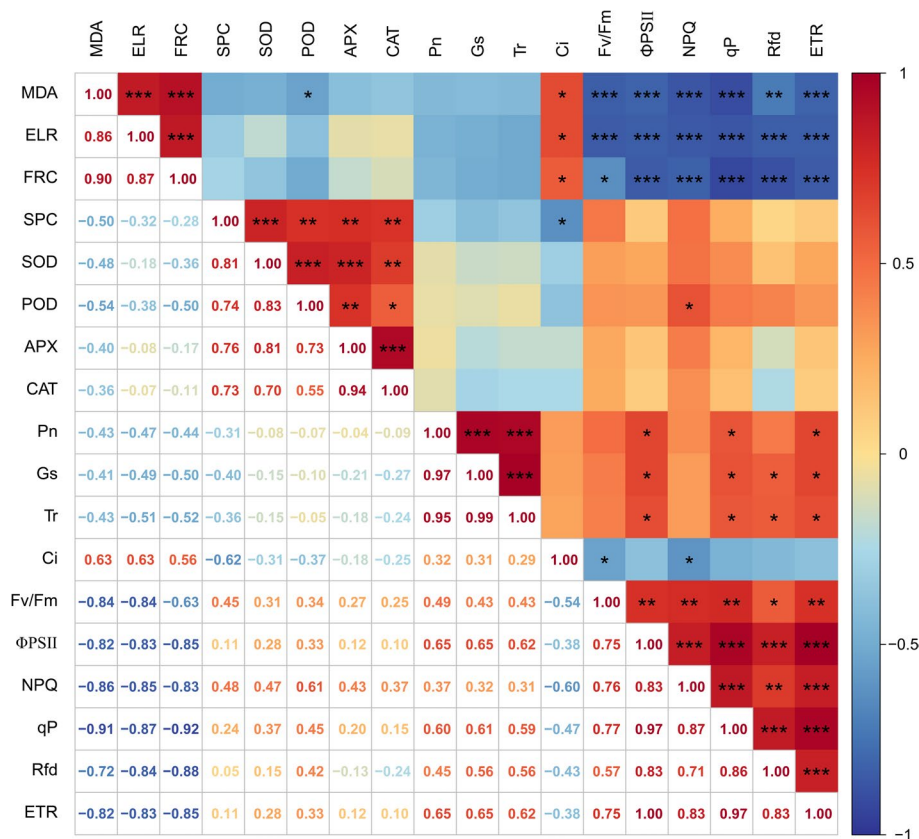 MDA ELR FRC SPC SOD POD APX CAT Pn Gs Tr Ci Fv/Fm ΦPSII NPQ qP Rfd ETR
MDA 1.00 *** *** * * *** *** *** *** ** ***
ELR 0.86 1.00 *** * *** *** *** *** *** ***
FRC 0.90 0.87 1.00 * * *** *** *** *** ***
SPC −0.50 −0.32 −0.28 1.00 *** ** ** ** *
SOD −0.48 −0.18 −0.36 0.81 1.00 *** *** **
POD −0.54 −0.38 −0.50 0.74 0.83 1.00 ** * *
APX −0.40 −0.08 −0.17 0.76 0.81 0.73 1.00 ***
CAT −0.36 −0.07 −0.11 0.73 0.70 0.55 0.94 1.00
Pn −0.43 −0.47 −0.44 −0.31 −0.08 −0.07 −0.04 −0.09 1.00 *** *** * * *
Gs −0.41 −0.49 −0.50 −0.40 −0.15 −0.10 −0.21 −0.27 0.97 1.00 *** * * * *
Tr −0.43 −0.51 −0.52 −0.36 −0.15 −0.05 −0.18 −0.24 0.95 0.99 1.00 * * * *
Ci 0.63 0.63 0.56 −0.62 −0.31 −0.37 −0.18 −0.25 0.32 0.31 0.29 1.00 * *
Fv/Fm −0.84 −0.84 −0.63 0.45 0.31 0.34 0.27 0.25 0.49 0.43 0.43 −0.54 1.00 ** ** ** * **
ΦPSII −0.82 −0.83 −0.85 0.11 0.28 0.33 0.12 0.10 0.65 0.65 0.62 −0.38 0.75 1.00 *** *** *** ***
NPQ −0.86 −0.85 −0.83 0.48 0.47 0.61 0.43 0.37 0.37 0.32 0.31 −0.60 0.76 0.83 1.00 *** ** ***
qP −0.91 −0.87 −0.92 0.24 0.37 0.45 0.20 0.15 0.60 0.61 0.59 −0.47 0.77 0.97 0.87 1.00 *** ***
Rfd −0.72 −0.84 −0.88 0.05 0.15 0.42 −0.13 −0.24 0.45 0.56 0.56 −0.43 0.57 0.83 0.71 0.86 1.00 ***
ETR −0.82 −0.83 −0.85 0.11 0.28 0.33 0.12 0.10 0.65 0.65 0.62 −0.38 0.75 1.00 0.83 0.97 0.83 1.00
1
0.5
0
−0.5
−1